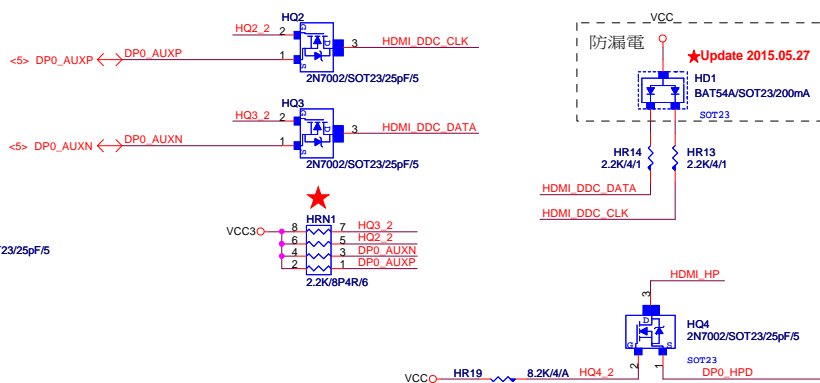 HQ2
HQ2_2
2
G
D
3
HDMI_DDC_CLK
<5> DP0_AUXP
DP0_AUXP
1
S
2N7002/SOT23/25pF/5
HQ3
HQ3_2
2
G
D
3
HDMI_DDC_DATA
<5> DP0_AUXN
DP0_AUXN
1
S
2N7002/SOT23/25pF/5
HRN1
VCC3
8
7
HQ3_2
6
5
HQ2_2
4
3
DP0_AUXN
2
1
DP0_AUXP
2.2K/8P4R/6
T23/25pF/5
VCC
防漏電
Update 2015.05.27
HD1
BAT54A/SOT23/200mA
SOT23
HR14
2.2K/4/1
HR13
2.2K/4/1
HDMI_DDC_DATA
HDMI_DDC_CLK
HDMI_HP
3
D
HQ4
2N7002/SOT23/25pF/5
G
S
SOT23
2
1
VCC
HR19
8.2K/4/A
HQ4_2
DP0_HPD